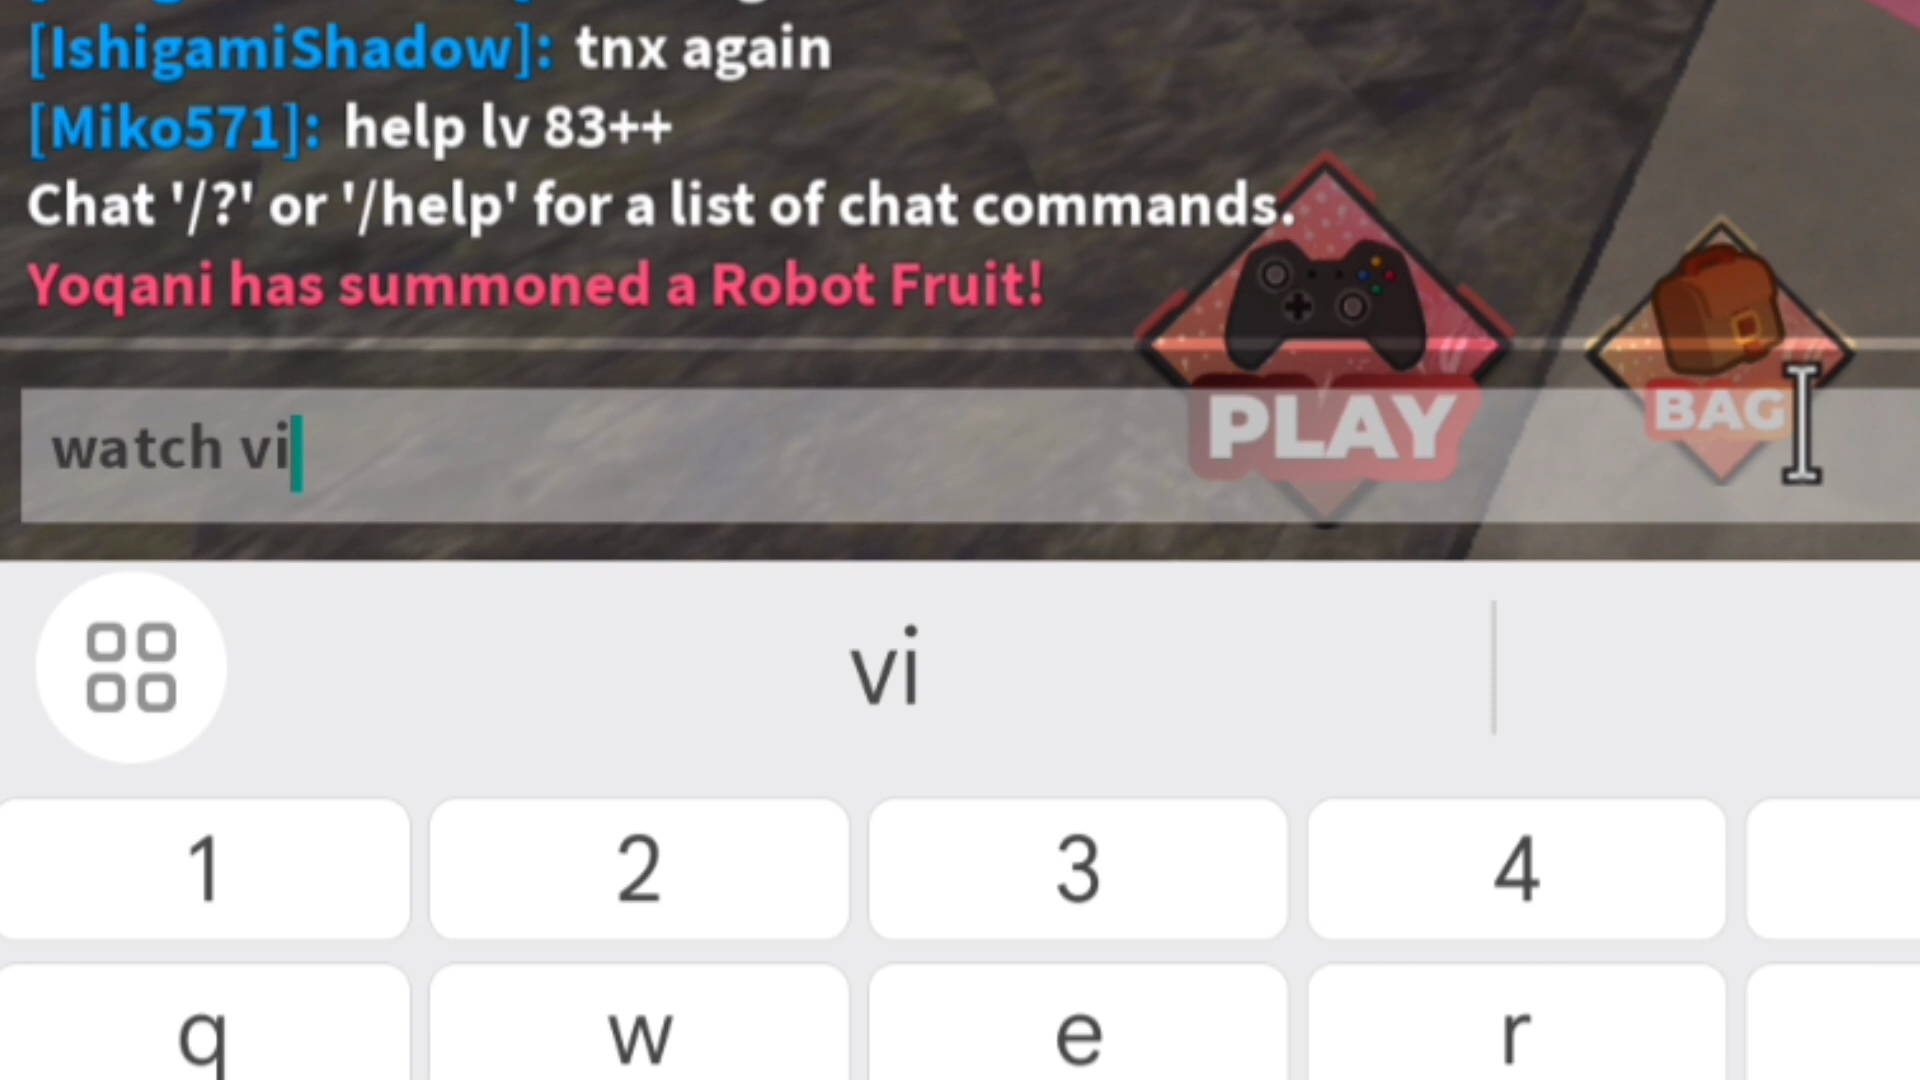 [IshigamiShadow]: tnx again
[Miko571]: help lv 83++
Chat '/?' or '/help' for a list of chat commands.
Yoqani has summoned a Robot Fruit!
PLAY
BAG
watch vi
vi
1 2 3 4
q w e r